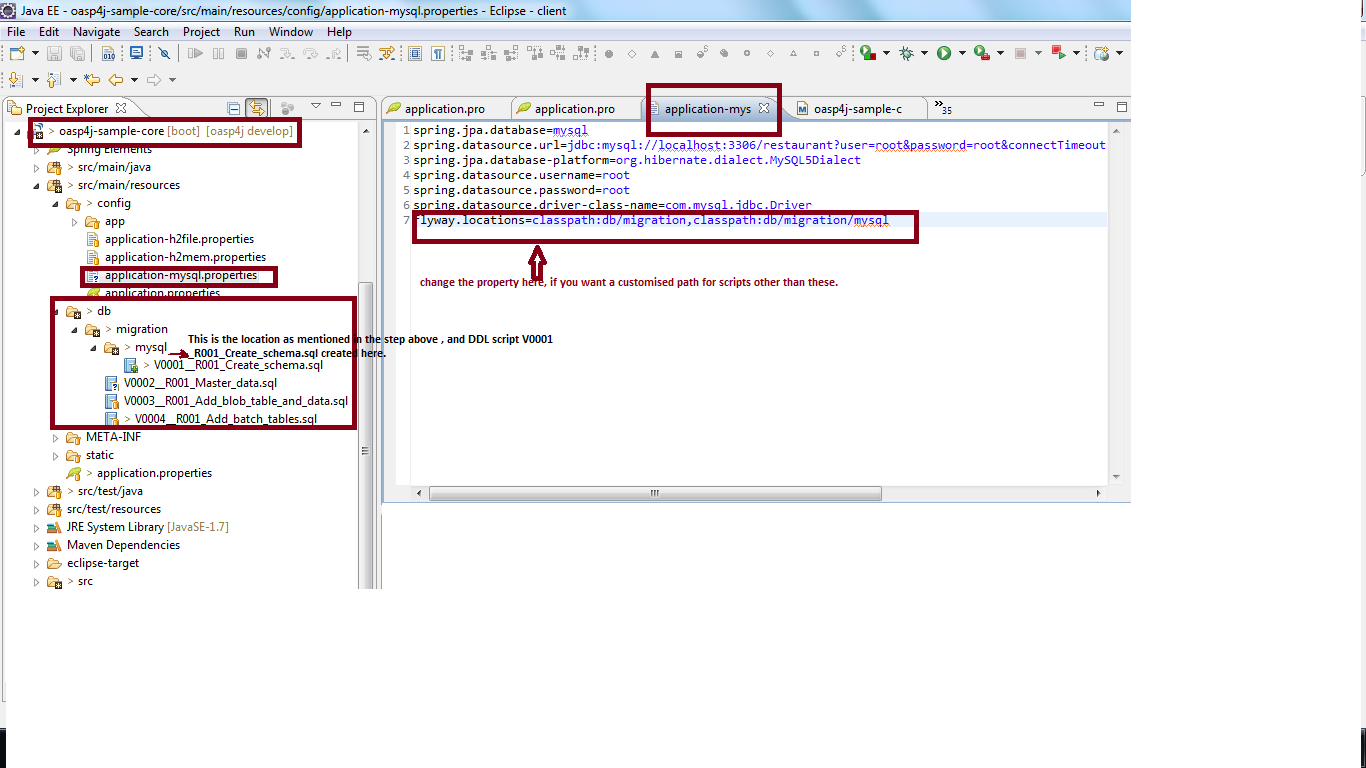 Java EE - oasp4j-sample-core/src/main/resources/config/application-mysql.properties - Eclipse - client
File Edit Navigate Search Project Run Window Help
Project Explorer
application.pro
application.pro
application-mys
oasp4j-sample-c
»35
> oasp4j-sample-core [boot] [oasp4j develop]
Spring Elements
> src/main/java
> src/main/resources
> config
app
application-h2file.properties
application-h2mem.properties
application-mysql.properties
application.properties
> db
> migration
> mysql
> V0001__R001_Create_schema.sql
V0002__R001_Master_data.sql
V0003__R001_Add_blob_table_and_data.sql
> V0004__R001_Add_batch_tables.sql
META-INF
static
> application.properties
> src/test/java
src/test/resources
JRE System Library [JavaSE-1.7]
Maven Dependencies
eclipse-target
> src
This is the location as mentioned in the step above , and DDL script V0001
__R001_Create_schema.sql created here.
1 spring.jpa.database=mysql
2 spring.datasource.url=jdbc:mysql://localhost:3306/restaurant?user=root&password=root&connectTimeout
3 spring.jpa.database-platform=org.hibernate.dialect.MySQL5Dialect
4 spring.datasource.username=root
5 spring.datasource.password=root
6 spring.datasource.driver-class-name=com.mysql.jdbc.Driver
7 flyway.locations=classpath:db/migration,classpath:db/migration/mysql
change the property here, if you want a customised path for scripts other than these.